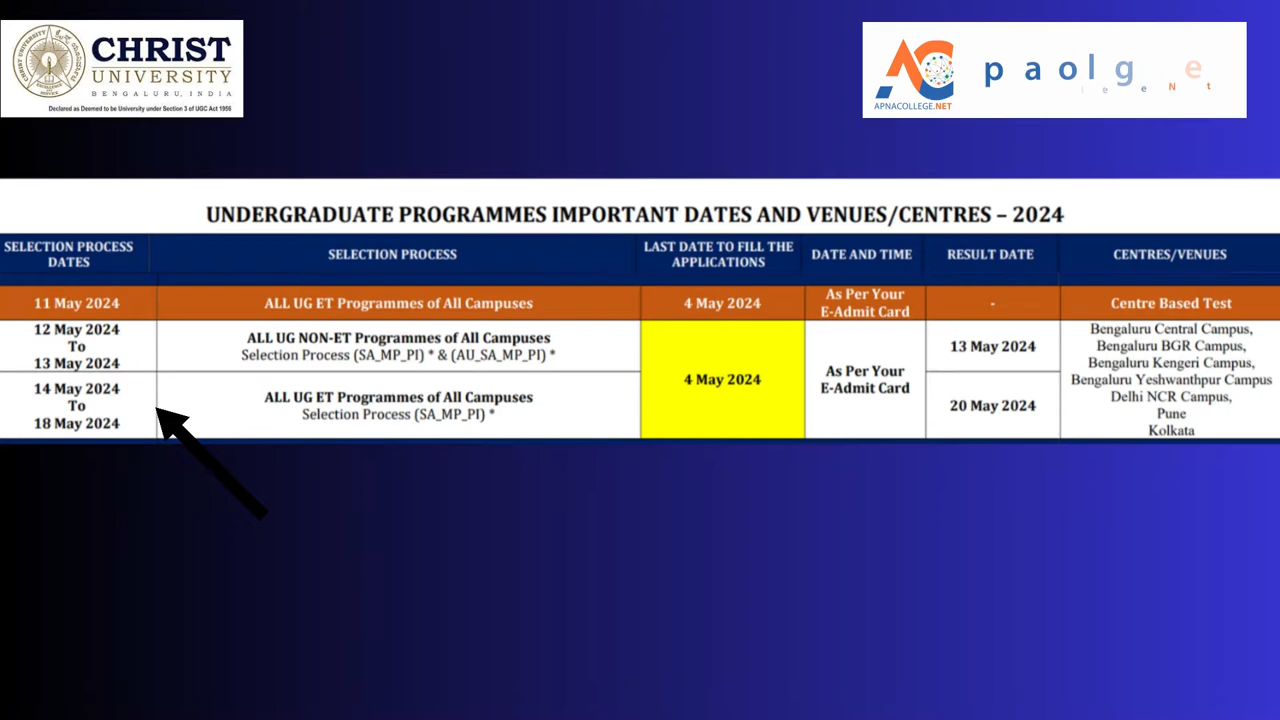 CHRIST
UNIVERSITY
BENGALURU, INDIA
Declared as Deemed to be University under Section 3 of UGC Act 1956
APNACOLLEGE.NET
UNDERGRADUATE PROGRAMMES IMPORTANT DATES AND VENUES/CENTRES – 2024
SELECTION PROCESS
DATES
SELECTION PROCESS
LAST DATE TO FILL THE
APPLICATIONS
DATE AND TIME
RESULT DATE
CENTRES/VENUES
11 May 2024
ALL UG ET Programmes of All Campuses
4 May 2024
As Per Your
E-Admit Card
-
Centre Based Test
12 May 2024
To
13 May 2024
ALL UG NON-ET Programmes of All Campuses
Selection Process (SA_MP_PI) * & (AU_SA_MP_PI) *
4 May 2024
As Per Your
E-Admit Card
13 May 2024
Bengaluru Central Campus,
Bengaluru BGR Campus,
Bengaluru Kengeri Campus,
Bengaluru Yeshwanthpur Campus
Delhi NCR Campus,
Pune
Kolkata
14 May 2024
To
18 May 2024
ALL UG ET Programmes of All Campuses
Selection Process (SA_MP_PI) *
20 May 2024